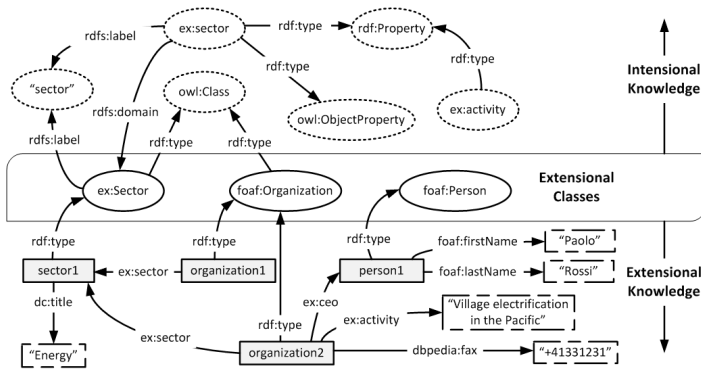 rdfs:label
ex:sector
rdf:type
rdf:Property
rdf:type
rdf:type
"sector"
owl:Class
rdfs:domain
owl:ObjectProperty
ex:activity
Intensional
Knowledge
rdfs:label
rdf:type
rdf:type
ex:Sector
foaf:Organization
foaf:Person
Extensional
Classes
rdf:type
rdf:type
rdf:type
foaf:firstName
"Paolo"
sector1
ex:sector
organization1
person1
foaf:lastName
"Rossi"
Extensional
Knowledge
dc:title
ex:ceo
"Village electrification
in the Pacific"
ex:sector
rdf:type
ex:activity
"Energy"
organization2
dbpedia:fax
"+41331231"